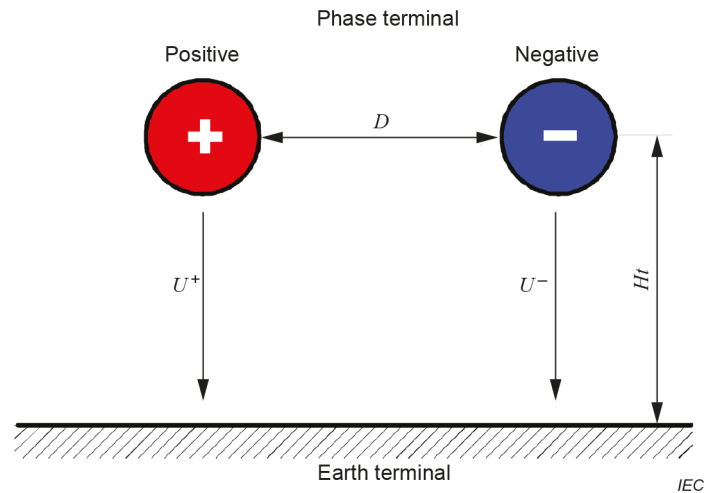 Phase terminal
Positive
Negative
+
−
D
U⁺
U⁻
Ht
Earth terminal
IEC